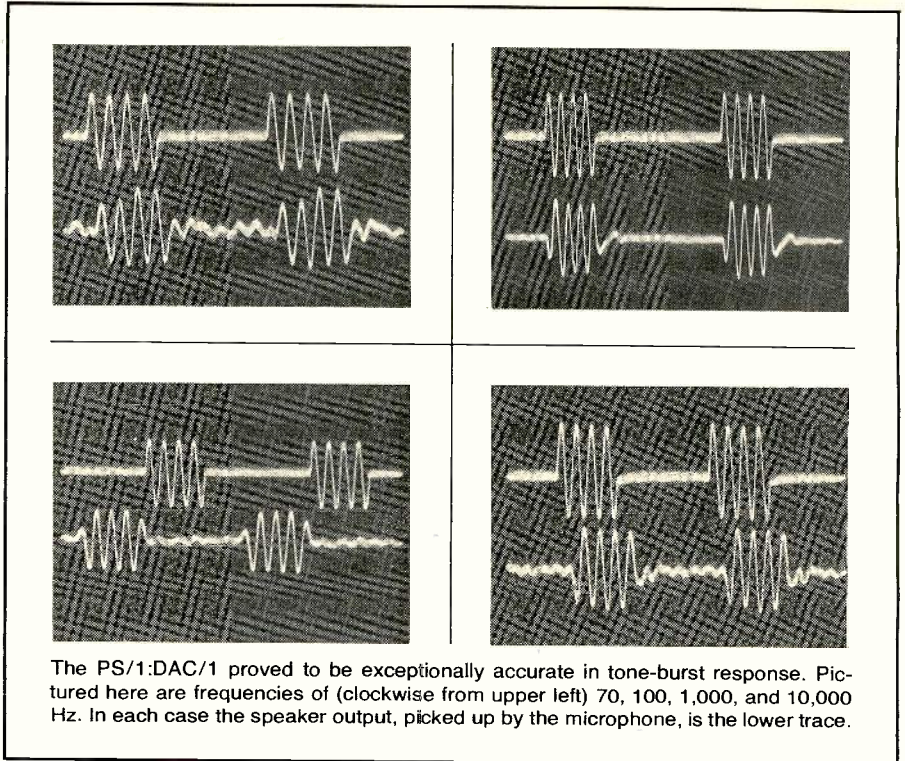 The PS/1:DAC/1 proved to be exceptionally accurate in tone-burst response. Pic-
tured here are frequencies of (clockwise from upper left) 70, 100, 1,000, and 10,000
Hz. In each case the speaker output, picked up by the microphone, is the lower trace.